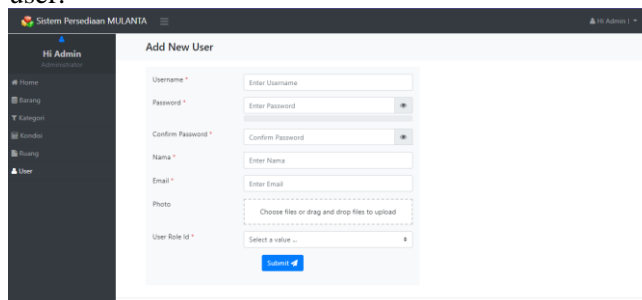 user.
Sistem Persediaan MULANTA
Hi Admin !
Hi Admin
Administrator
Home
Barang
Kategori
Kondisi
Ruang
User
Add New User
Username *
Enter Username
Password *
Enter Password
Confirm Password *
Confirm Password
Nama *
Enter Nama
Email *
Enter Email
Photo
Choose files or drag and drop files to upload
User Role Id *
Select a value ...
Submit